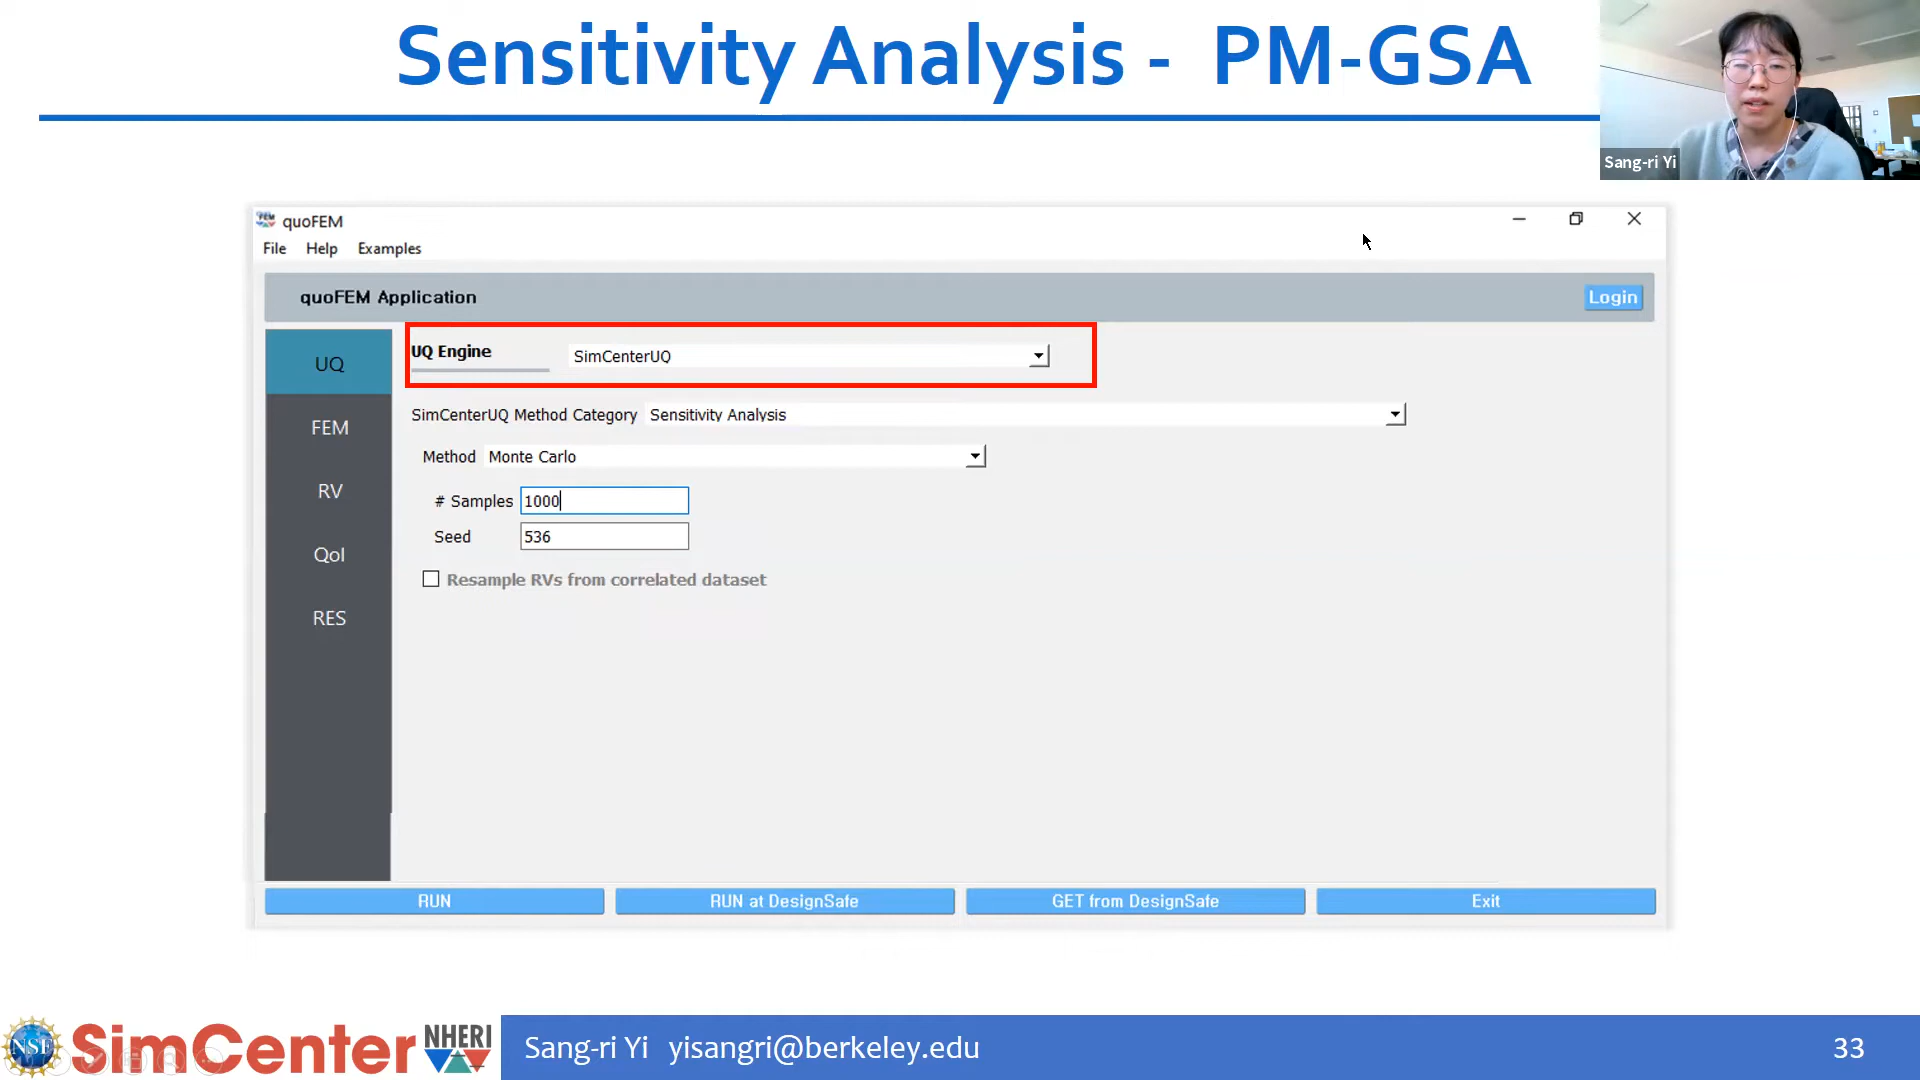 Sensitivity Analysis - PM-GSA
Sang-ri Yi
FEM
quoFEM
File Help Examples
quoFEM Application
Login
UQ
FEM
RV
QoI
RES
UQ Engine SimCenterUQ
SimCenterUQ Method Category Sensitivity Analysis
Method Monte Carlo
# Samples 1000
Seed 536
Resample RVs from correlated dataset
RUN
RUN at DesignSafe
GET from DesignSafe
Exit
NSF SimCenter NHERI
Sang-ri Yi yisangri@berkeley.edu
33